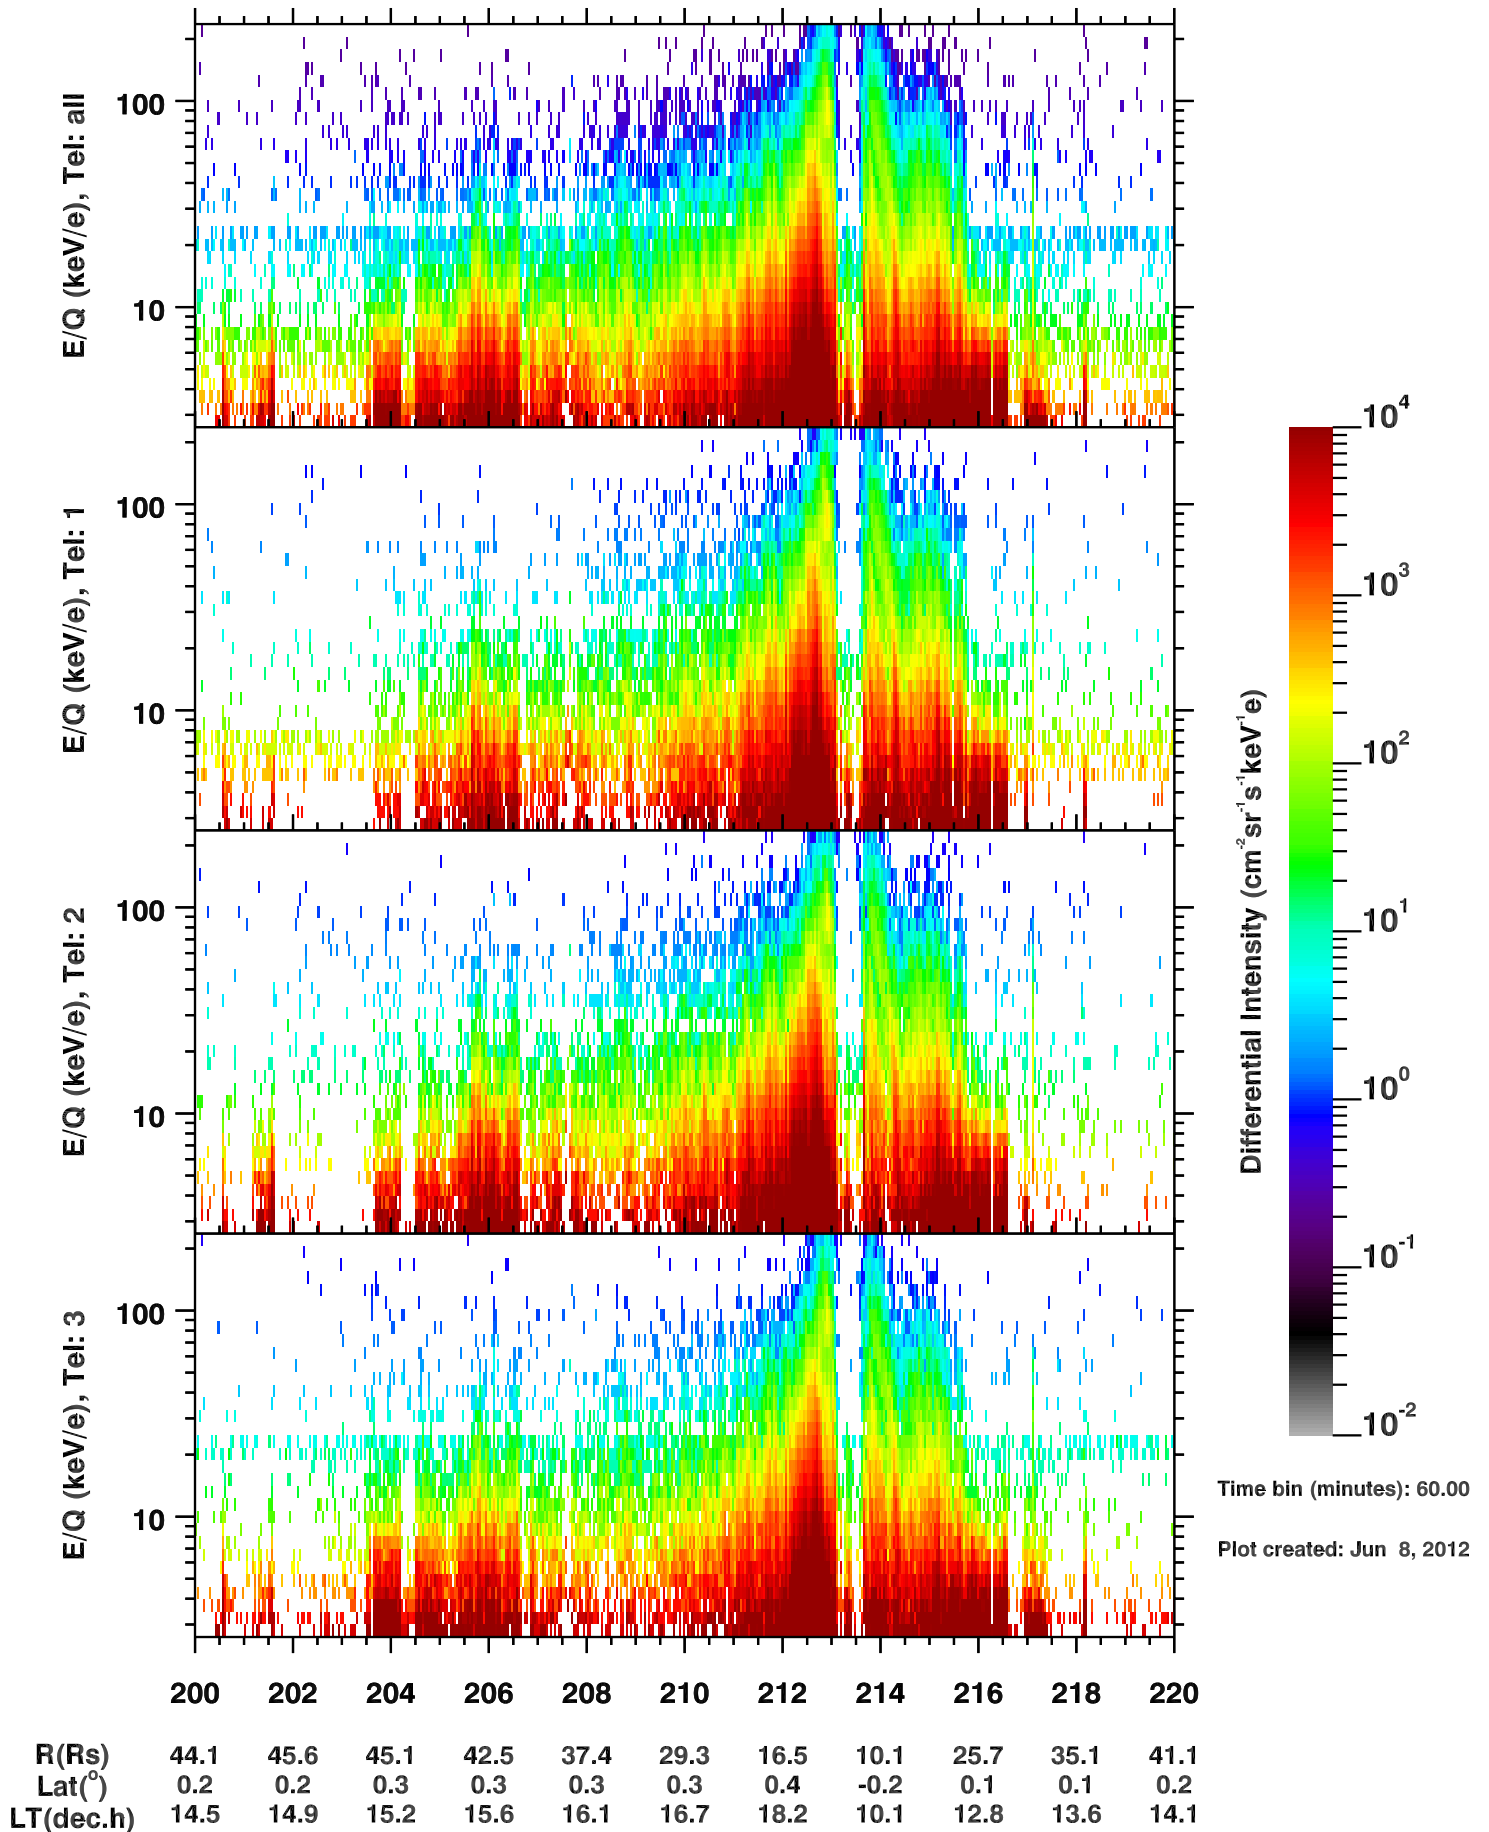 E/Q (keV/e), Tel: all
100
10
E/Q (keV/e), Tel: 1
100
10
E/Q (keV/e), Tel: 2
100
10
E/Q (keV/e), Tel: 3
100
10
10^4
10^3
10^2
10^1
10^0
10^-1
10^-2
Differential Intensity (cm^-2 sr^-1 s^-1 keV^-1 e)
Time bin (minutes): 60.00
Plot created: Jun 8, 2012
200 202 204 206 208 210 212 214 216 218 220
R(Rs) 44.1 45.6 45.1 42.5 37.4 29.3 16.5 10.1 25.7 35.1 41.1
Lat(°) 0.2 0.2 0.3 0.3 0.3 0.3 0.4 -0.2 0.1 0.1 0.2
LT(dec.h) 14.5 14.9 15.2 15.6 16.1 16.7 18.2 10.1 12.8 13.6 14.1